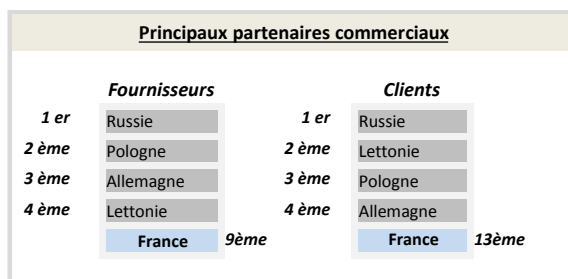 Principaux partenaires commerciaux
Fournisseurs Clients
1 er Russie 1 er Russie
2 ème Pologne 2 ème Lettonie
3 ème Allemagne 3 ème Pologne
4 ème Lettonie 4 ème Allemagne
France 9ème France 13ème